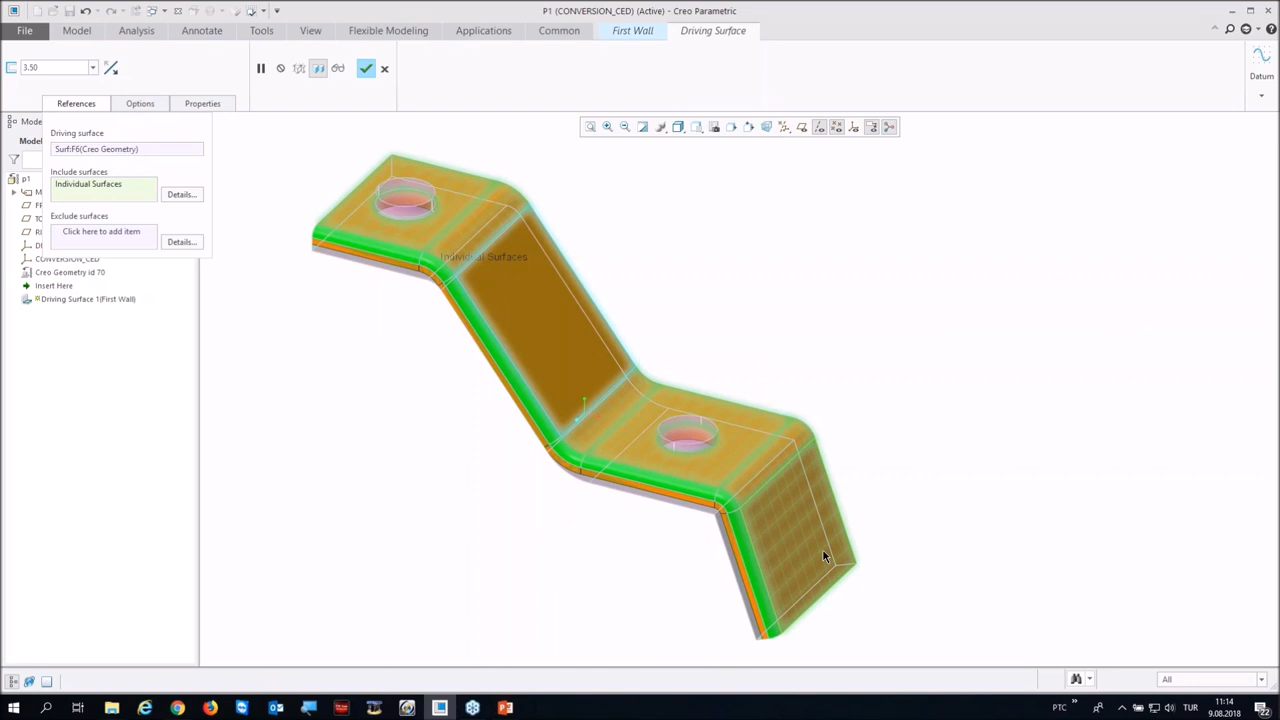 P1 (CONVERSION_CED) (Active) - Creo Parametric
File
Model
Analysis
Annotate
Tools
View
Flexible Modeling
Applications
Common
First Wall
Driving Surface
3.50
Datum
References
Options
Properties
Driving surface
Surf:F6(Creo Geometry)
Include surfaces
Individual Surfaces
Details...
Exclude surfaces
Click here to add item
Details...
p1
CONVERSION_CED)
Creo Geometry id 70
Insert Here
Driving Surface 1(First Wall)
Individual Surfaces
All
PTC
TUR
11:14
9.08.2018
22